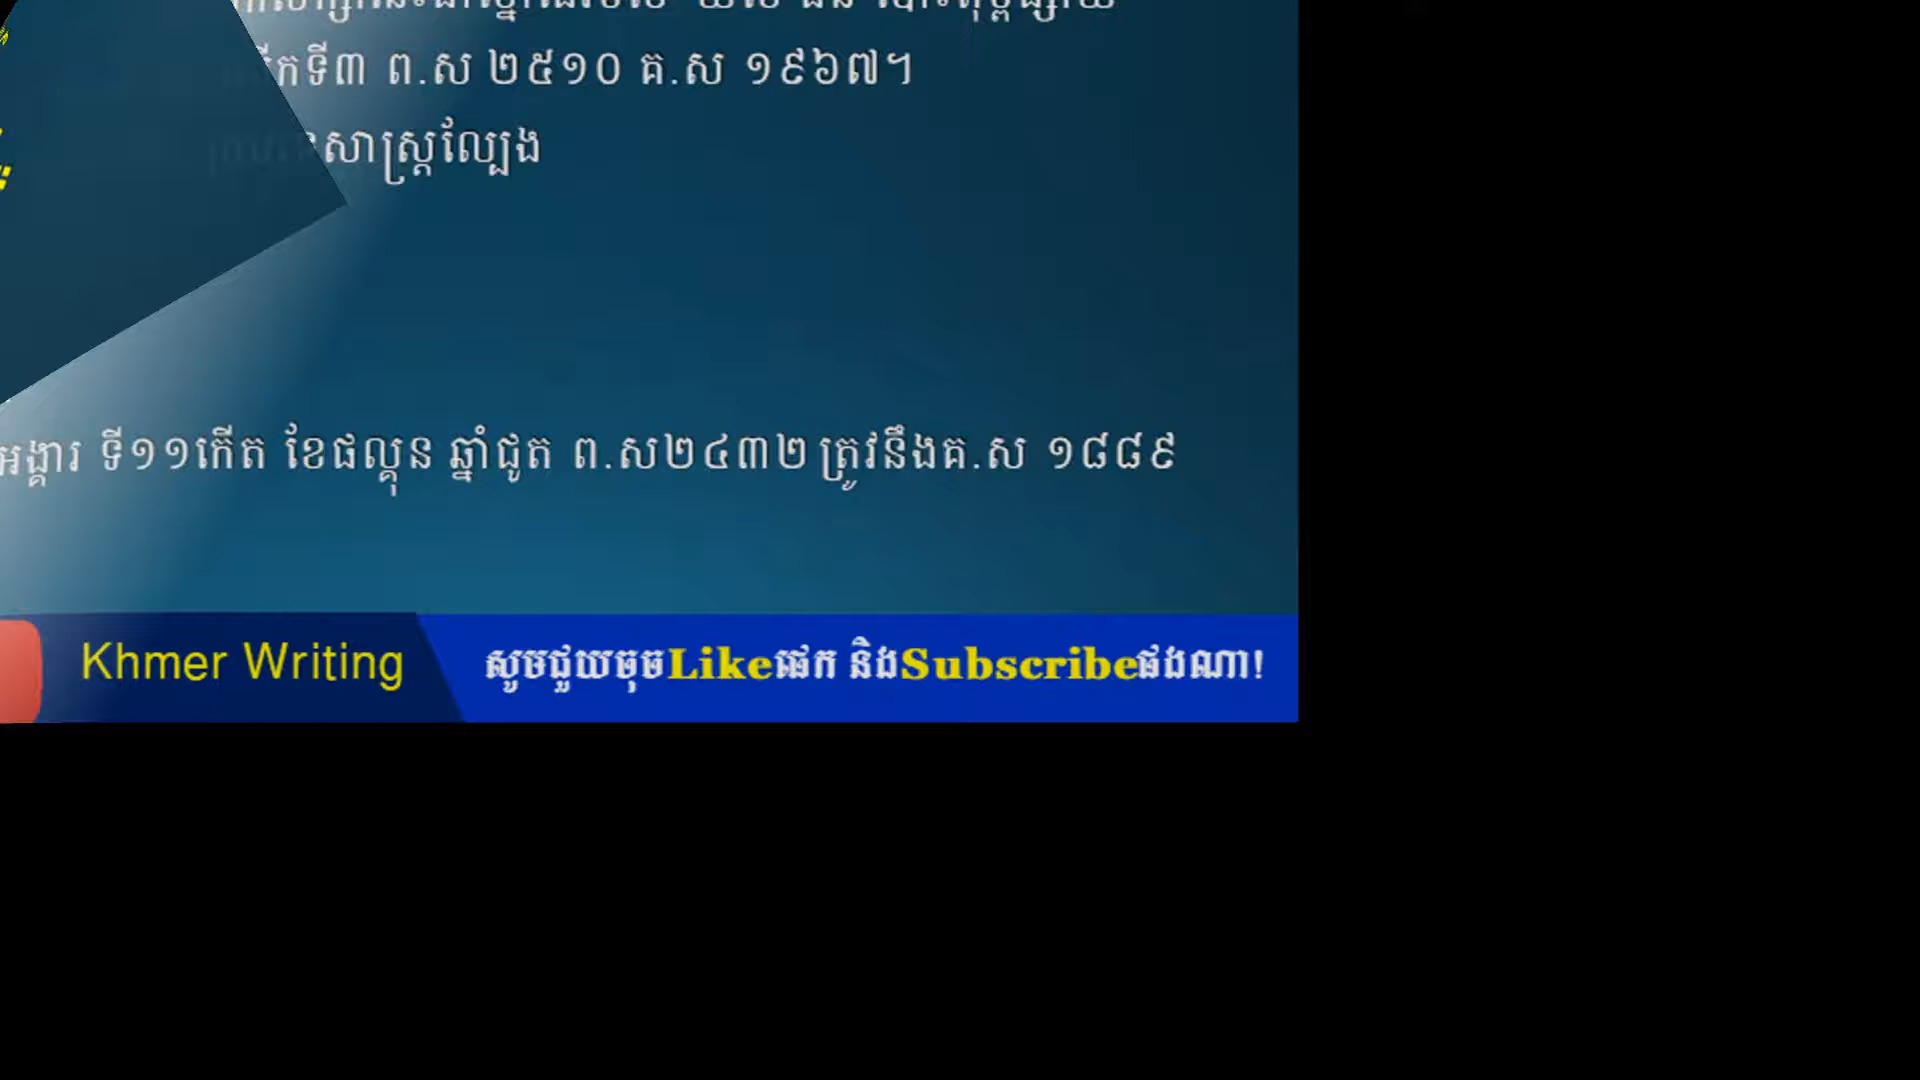 ទី៣ ព.ស ២៥១០ គ.ស ១៩៦៧។
សាស្ត្រល្បែង
អង្គារ ទី១១កើត ខែផល្គុន ឆ្នាំជូត ព.ស២៤៣២ ត្រូវនឹងគ.ស ១៨៨៩
Khmer Writing
សូមជួយចុចLikeផេក និងSubscribeផងណា!